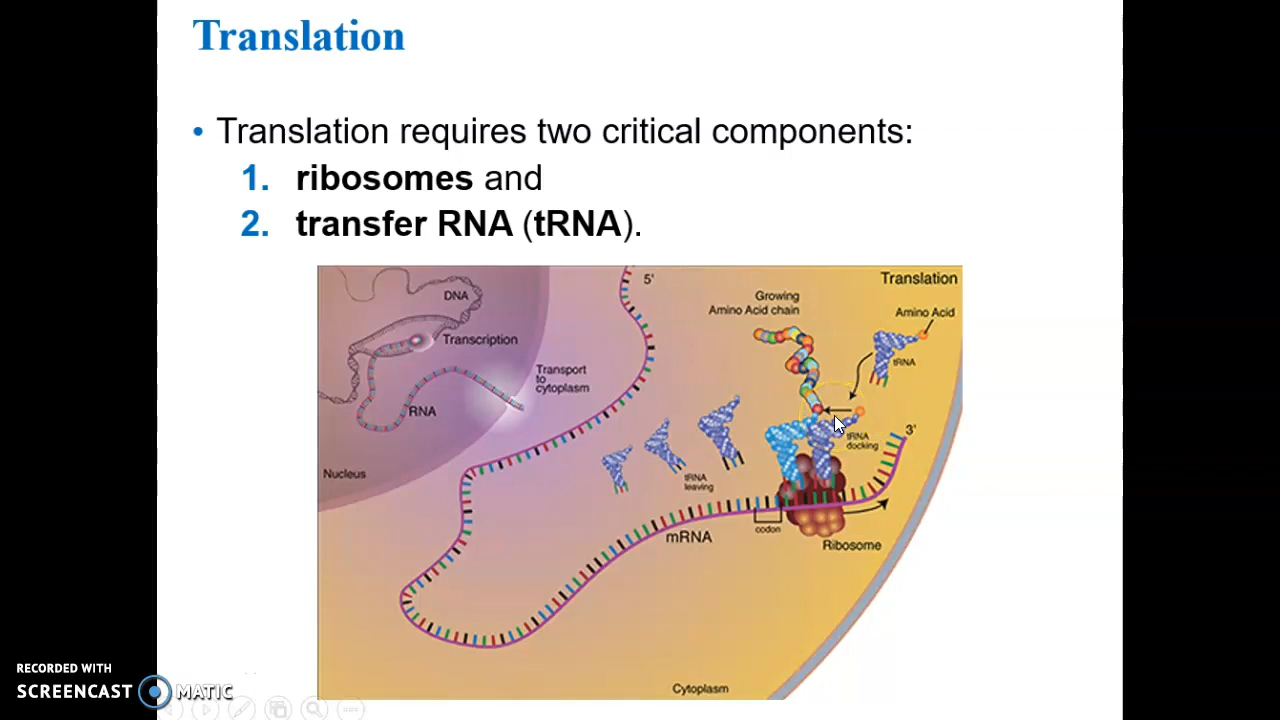 Translation
• Translation requires two critical components:
1. ribosomes and
2. transfer RNA (tRNA).
Translation
5'
DNA
Growing
Amino Acid chain
Amino Acid
Transcription
tRNA
Transport
to
cytoplasm
RNA
3'
tRNA
docking
Nucleus
tRNA
leaving
codon
mRNA
Ribosome
Cytoplasm
RECORDED WITH
SCREENCAST MATIC